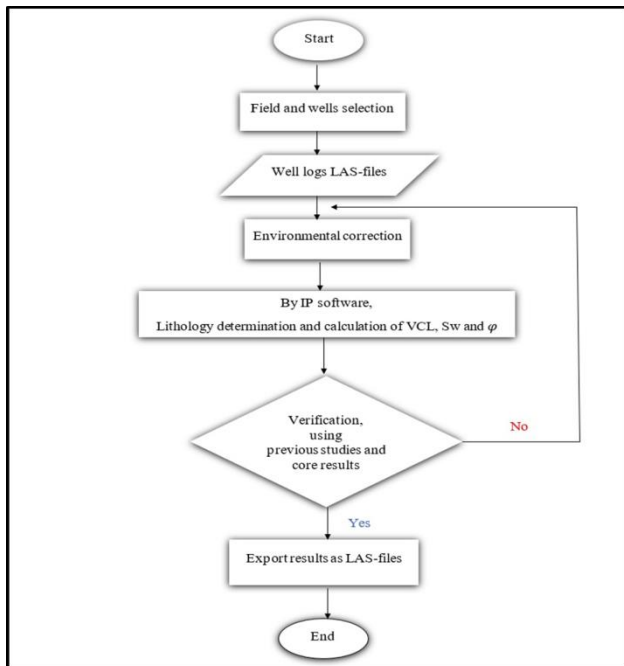 Start
Field and wells selection
Well logs LAS-files
Environmental correction
By IP software,
Lithology determination and calculation of VCL, Sw and φ
Verification,
using
previous studies and
core results
No
Yes
Export results as LAS-files
End